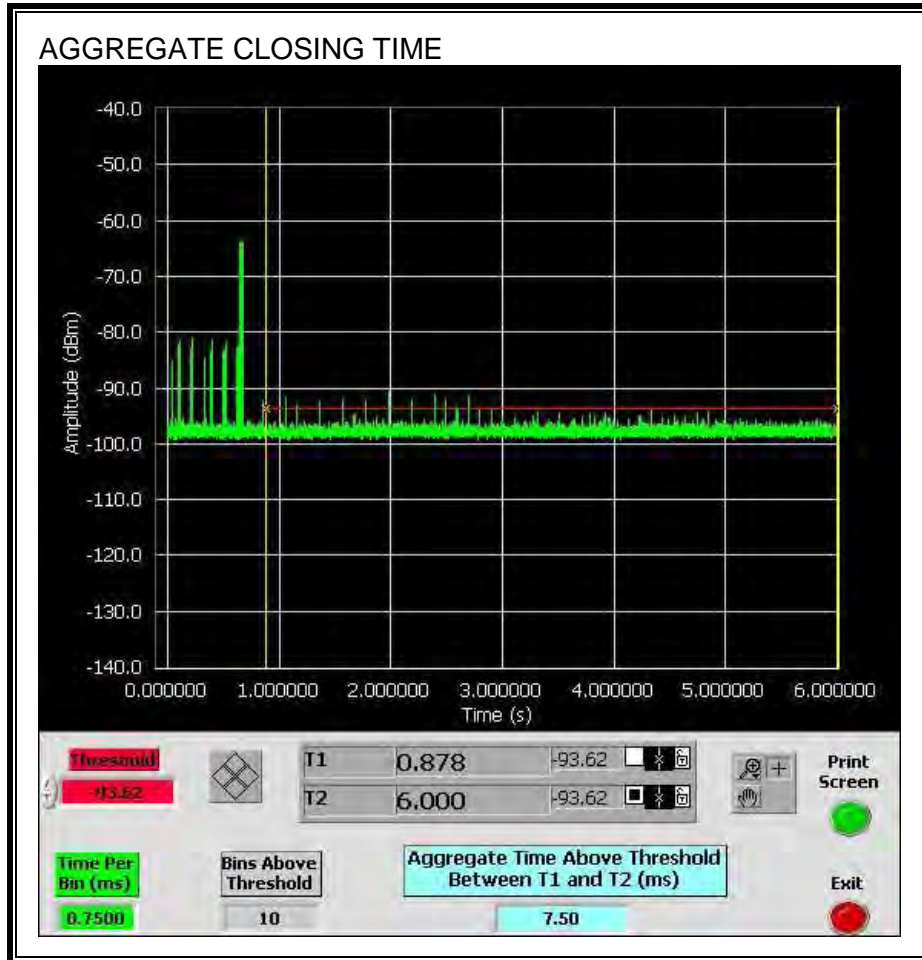 AGGREGATE CLOSING TIME
-40.0
-50.0
-60.0
-70.0
-80.0
-90.0
-100.0
-110.0
-120.0
-130.0
-140.0
Amplitude (dBm)
0.000000 1.000000 2.000000 3.000000 4.000000 5.000000 6.000000
Time (s)
Threshold
-93.62
T1 0.878 -93.62
T2 6.000 -93.62
Print
Screen
Time Per
Bin (ms)
0.7500
Bins Above
Threshold
10
Aggregate Time Above Threshold
Between T1 and T2 (ms)
7.50
Exit